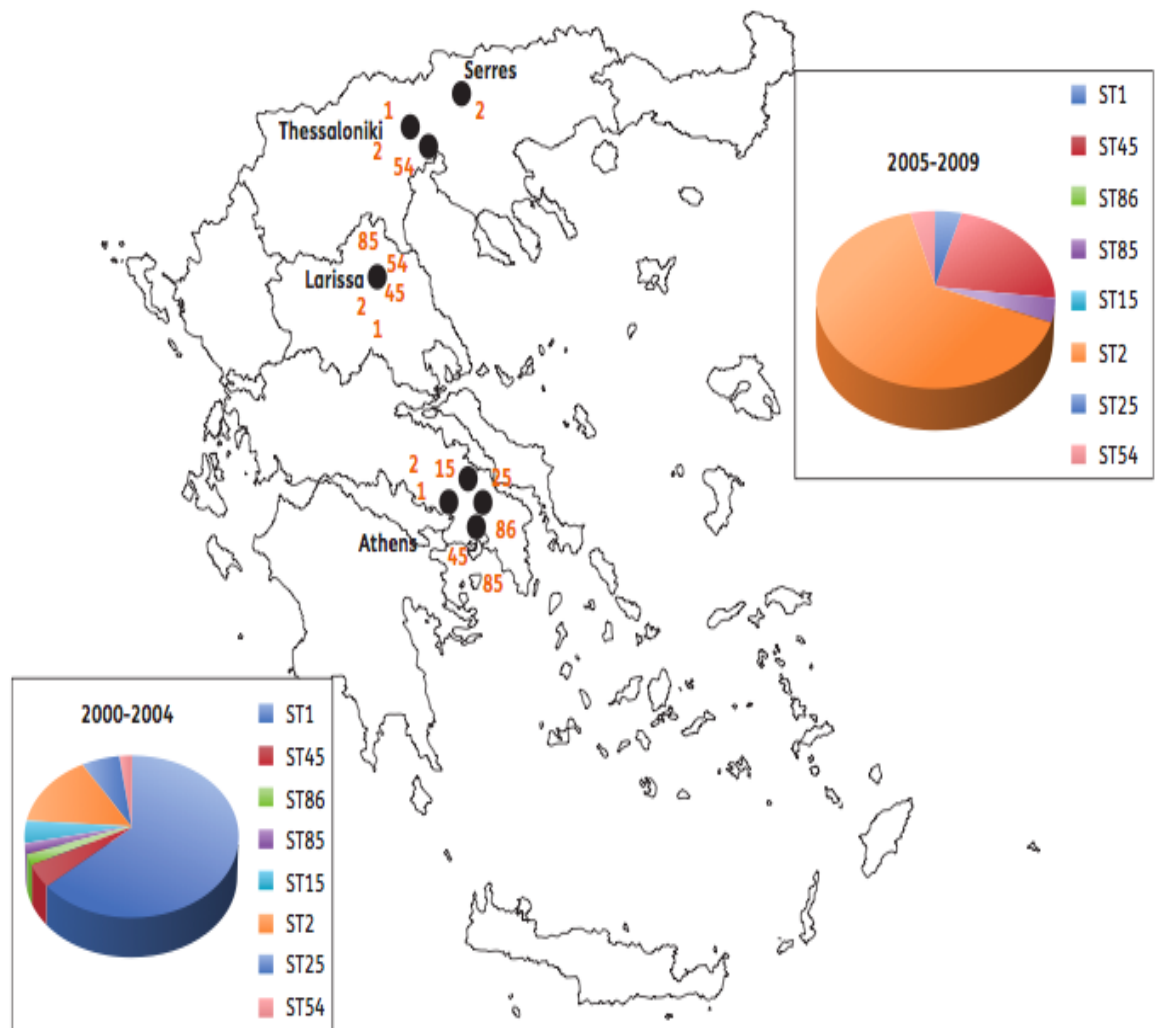 Serres
2
1
Thessaloniki
2
54
85
54
Larissa
45
2
1
2
15
25
1
86
Athens
45
85
2005-2009
ST1
ST45
ST86
ST85
ST15
ST2
ST25
ST54
2000-2004
ST1
ST45
ST86
ST85
ST15
ST2
ST25
ST54